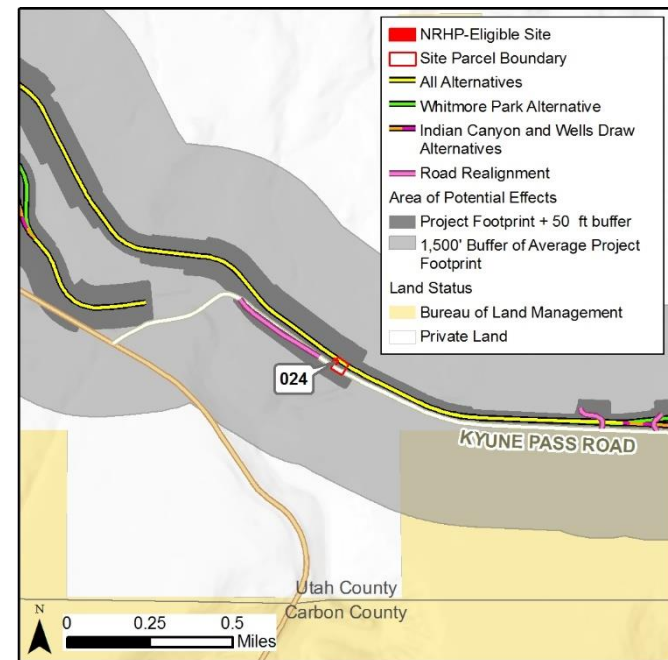 NRHP-Eligible Site
Site Parcel Boundary
All Alternatives
Whitmore Park Alternative
Indian Canyon and Wells Draw
Alternatives
Road Realignment
Area of Potential Effects
Project Footprint + 50 ft buffer
1,500' Buffer of Average Project
Footprint
Land Status
Bureau of Land Management
Private Land
024
KYUNE PASS ROAD
Utah County
Carbon County
N
0 0.25 0.5
Miles